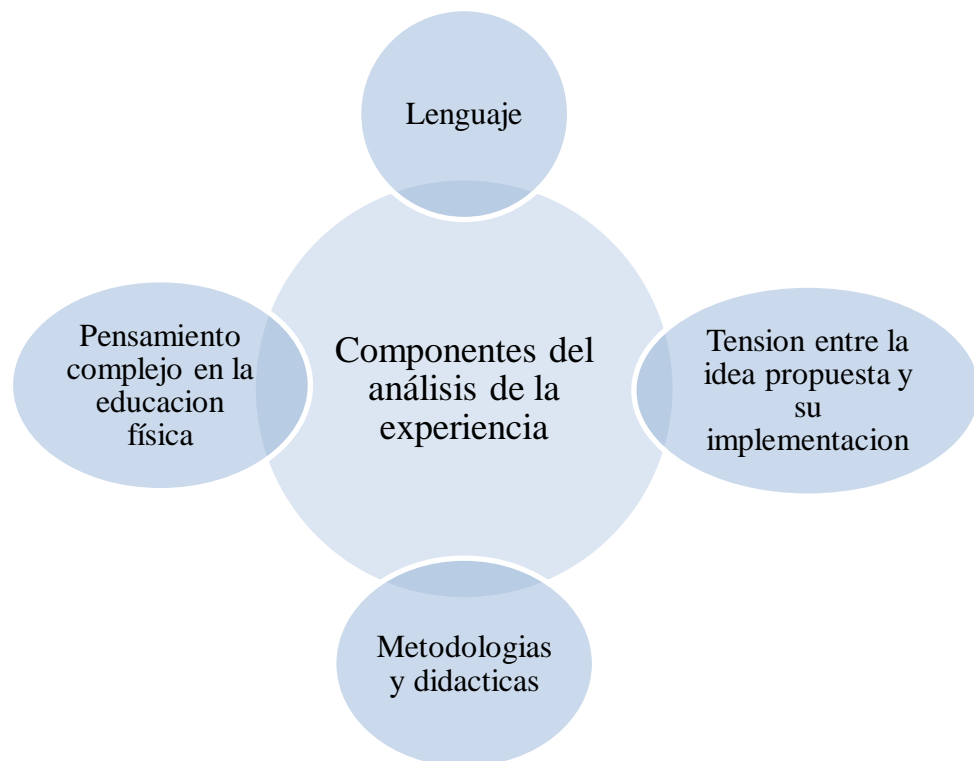 Lenguaje
Pensamiento
complejo en la
educacion
física
Componentes del
análisis de la
experiencia
Tension entre la
idea propuesta y
su
implementacion
Metodologias
y didacticas